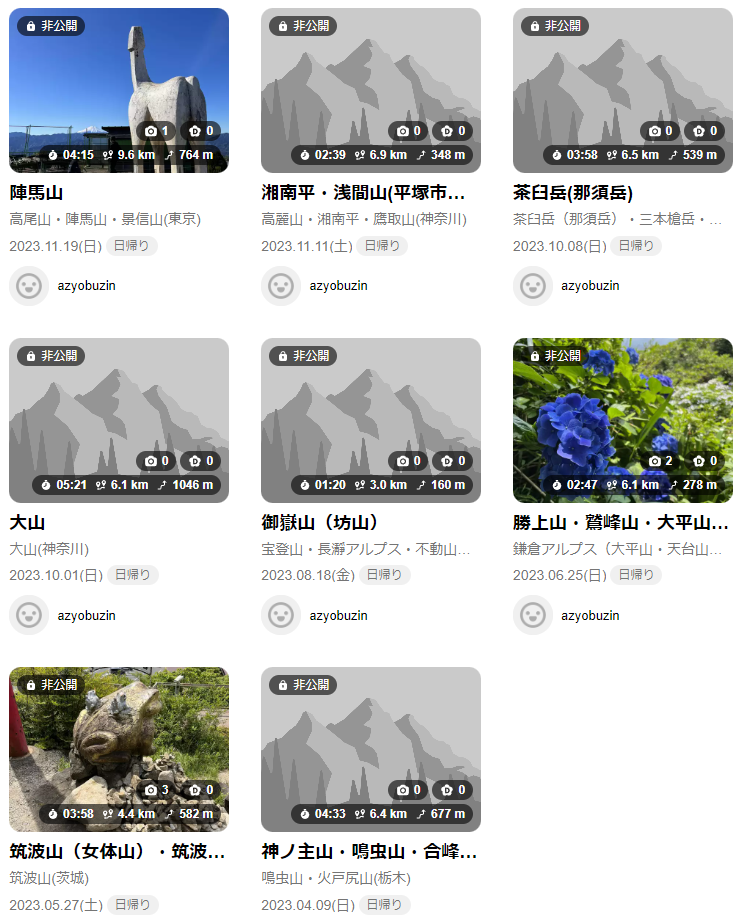 非公開
1 0
04:15 9.6 km 764 m
陣馬山
高尾山・陣馬山・景信山(東京)
2023.11.19(日) 日帰り
azyobuzin
非公開
0 0
02:39 6.9 km 348 m
湘南平・浅間山(平塚市…
高麗山・湘南平・鷹取山(神奈川)
2023.11.11(土) 日帰り
azyobuzin
非公開
0 0
03:58 6.5 km 539 m
茶臼岳(那須岳)
茶臼岳（那須岳）・三本槍岳・…
2023.10.08(日) 日帰り
azyobuzin
非公開
0 0
05:21 6.1 km 1046 m
大山
大山(神奈川)
2023.10.01(日) 日帰り
azyobuzin
非公開
0 0
01:20 3.0 km 160 m
御嶽山（坊山）
宝登山・長瀞アルプス・不動山…
2023.08.18(金) 日帰り
azyobuzin
非公開
2 0
02:47 6.1 km 278 m
勝上山・鷲峰山・大平山…
鎌倉アルプス（大平山・天台山…
2023.06.25(日) 日帰り
azyobuzin
非公開
3 0
03:58 4.4 km 582 m
筑波山（女体山）・筑波…
筑波山(茨城)
2023.05.27(土) 日帰り
非公開
0 0
04:33 6.4 km 677 m
神ノ主山・鳴虫山・合峰…
鳴虫山・火戸尻山(栃木)
2023.04.09(日) 日帰り